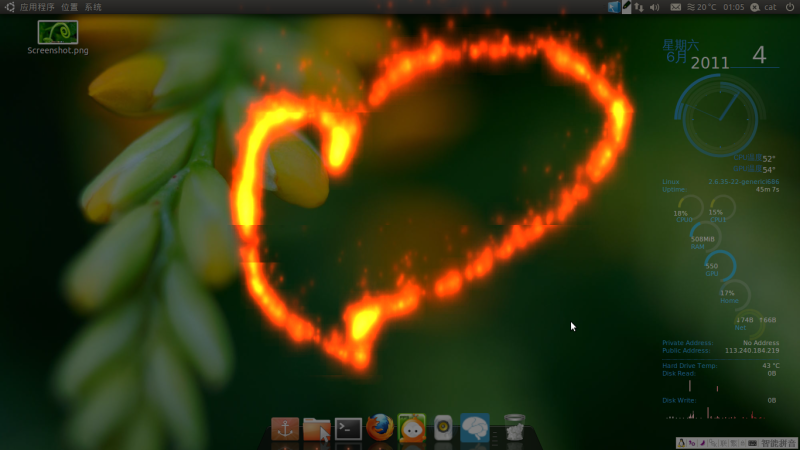 应用程序 位置 系统
20°C 01:05 cat
Screenshot.png
星期六
6月 2011 4
52°
54°
Linux 2.6.35-22-generic-i686
Uptime: 45m 7s
18% 15%
CPU1 CPU2
508MiB
RAM
550
GPU
17%
Home
↓74B ↑66B
Net
Private Address: No Address
Public Address: 113.240.184.219
Hard Drive Temp: 43 °C
Disk Read: 0B
Disk Write: 0B
智能拼音